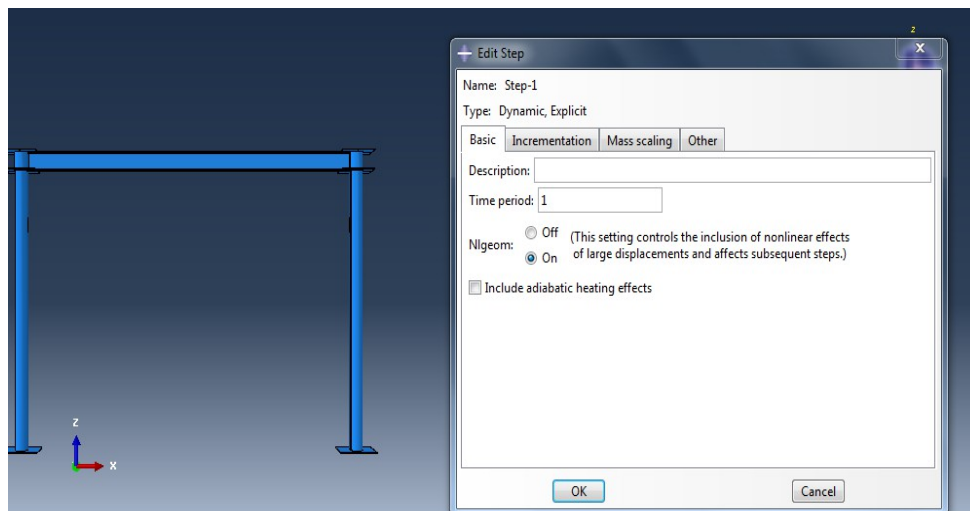 z
Edit Step
X
Name: Step-1
Type: Dynamic, Explicit
Basic Incrementation Mass scaling Other
Description:
Time period: 1
Nlgeom: Off (This setting controls the inclusion of nonlinear effects
On of large displacements and affects subsequent steps.)
Include adiabatic heating effects
Z
X
OK Cancel